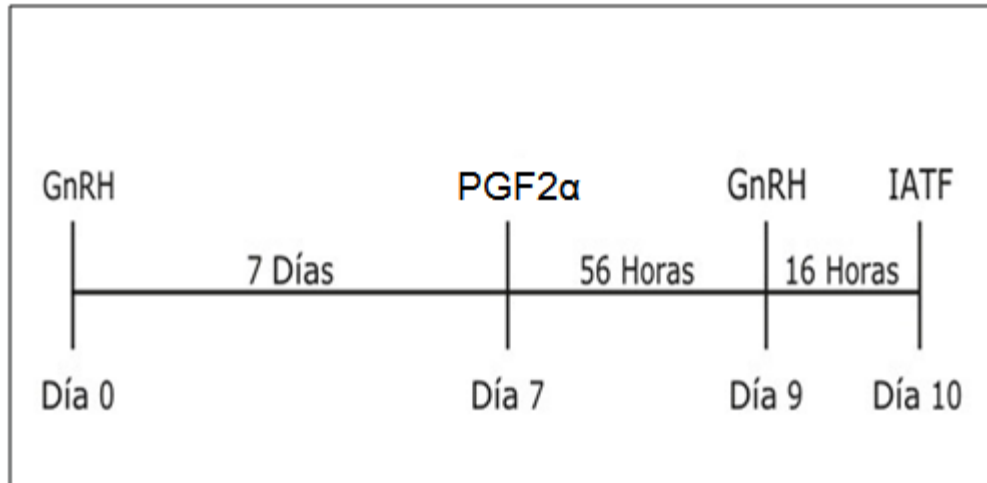 GnRH PGF2α GnRH IATF
7 Días 56 Horas 16 Horas
Día 0 Día 7 Día 9 Día 10